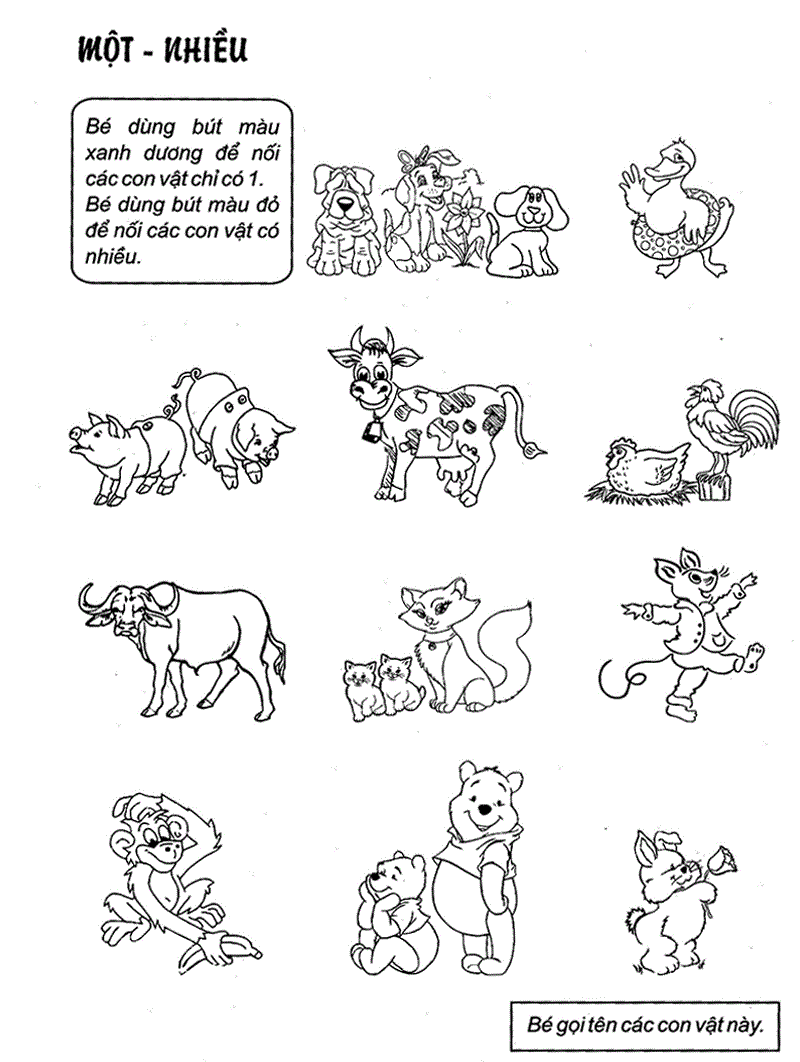 MỘT - NHIỀU
Bé dùng bút màu
xanh dương để nối
các con vật chỉ có 1.
Bé dùng bút màu đỏ
để nối các con vật có
nhiều.
Bé gọi tên các con vật này.